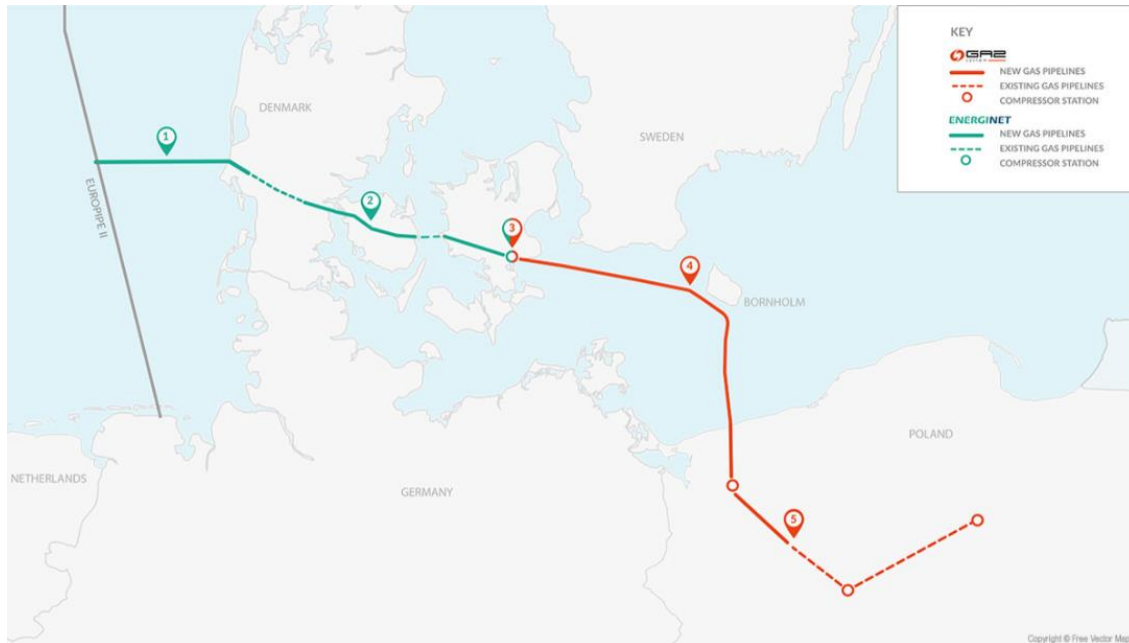 KEY
GAZ
SYSTEM
NEW GAS PIPELINES
EXISTING GAS PIPELINES
COMPRESSOR STATION
ENERGINET
NEW GAS PIPELINES
EXISTING GAS PIPELINES
COMPRESSOR STATION
DENMARK
SWEDEN
1
EUROPIPE II
2
3
4
BORNHOLM
POLAND
NETHERLANDS
GERMANY
5
Copyright © Free Vector Map